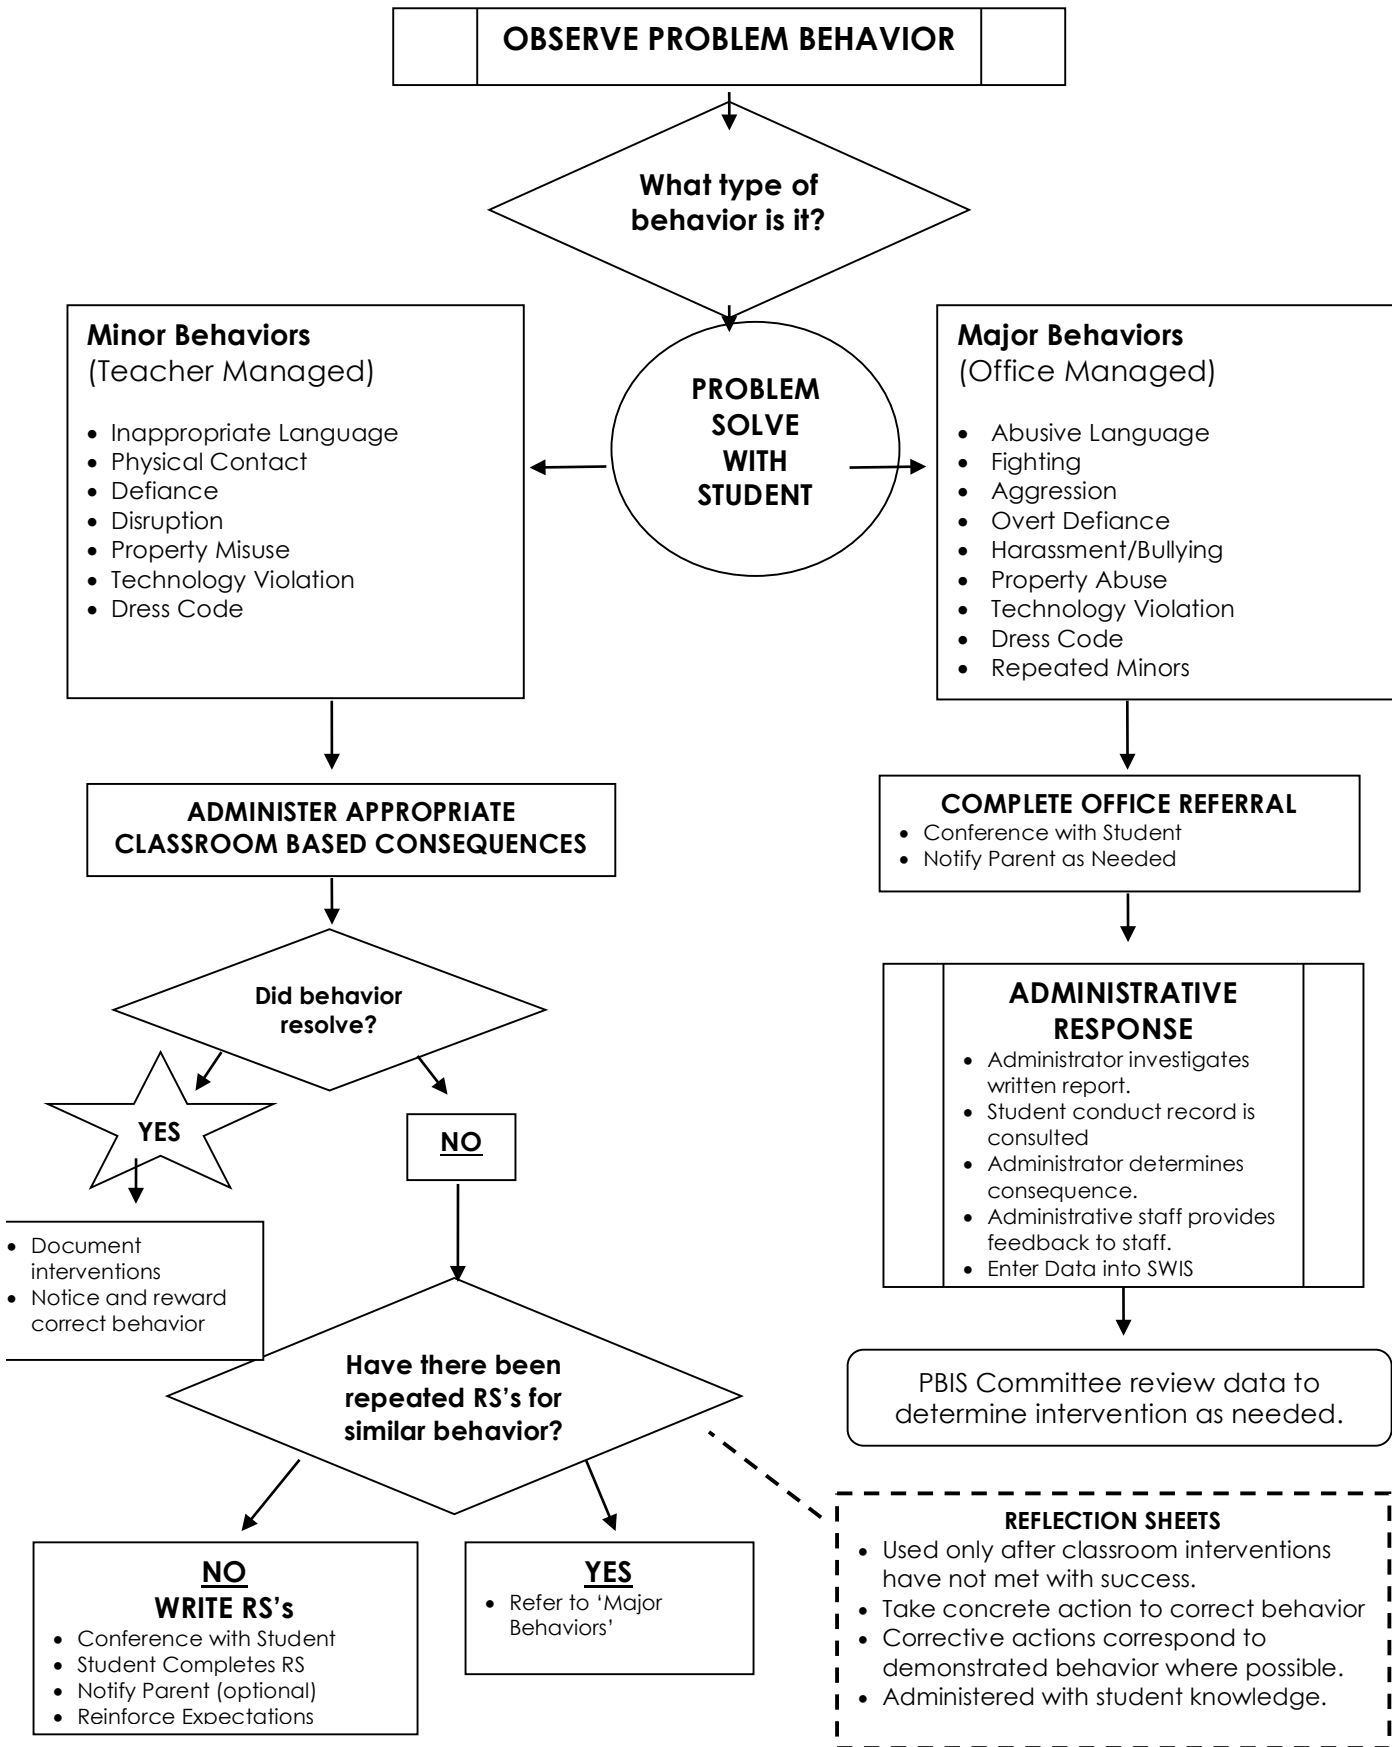 OBSERVE PROBLEM BEHAVIOR
What type of
behavior is it?
Minor Behaviors
(Teacher Managed)
• Inappropriate Language
• Physical Contact
• Defiance
• Disruption
• Property Misuse
• Technology Violation
• Dress Code
PROBLEM
SOLVE
WITH
STUDENT
Major Behaviors
(Office Managed)
• Abusive Language
• Fighting
• Aggression
• Overt Defiance
• Harassment/Bullying
• Property Abuse
• Technology Violation
• Dress Code
• Repeated Minors
ADMINISTER APPROPRIATE
CLASSROOM BASED CONSEQUENCES
COMPLETE OFFICE REFERRAL
• Conference with Student
• Notify Parent as Needed
Did behavior
resolve?
YES
NO
• Document
interventions
• Notice and reward
correct behavior
ADMINISTRATIVE
RESPONSE
• Administrator investigates
written report.
• Student conduct record is
consulted
• Administrator determines
consequence.
• Administrative staff provides
feedback to staff.
• Enter Data into SWIS
Have there been
repeated RS’s for
similar behavior?
PBIS Committee review data to
determine intervention as needed.
NO
WRITE RS’s
• Conference with Student
• Student Completes RS
• Notify Parent (optional)
• Reinforce Expectations
YES
• Refer to ‘Major
Behaviors’
REFLECTION SHEETS
• Used only after classroom interventions
have not met with success.
• Take concrete action to correct behavior
• Corrective actions correspond to
demonstrated behavior where possible.
• Administered with student knowledge.